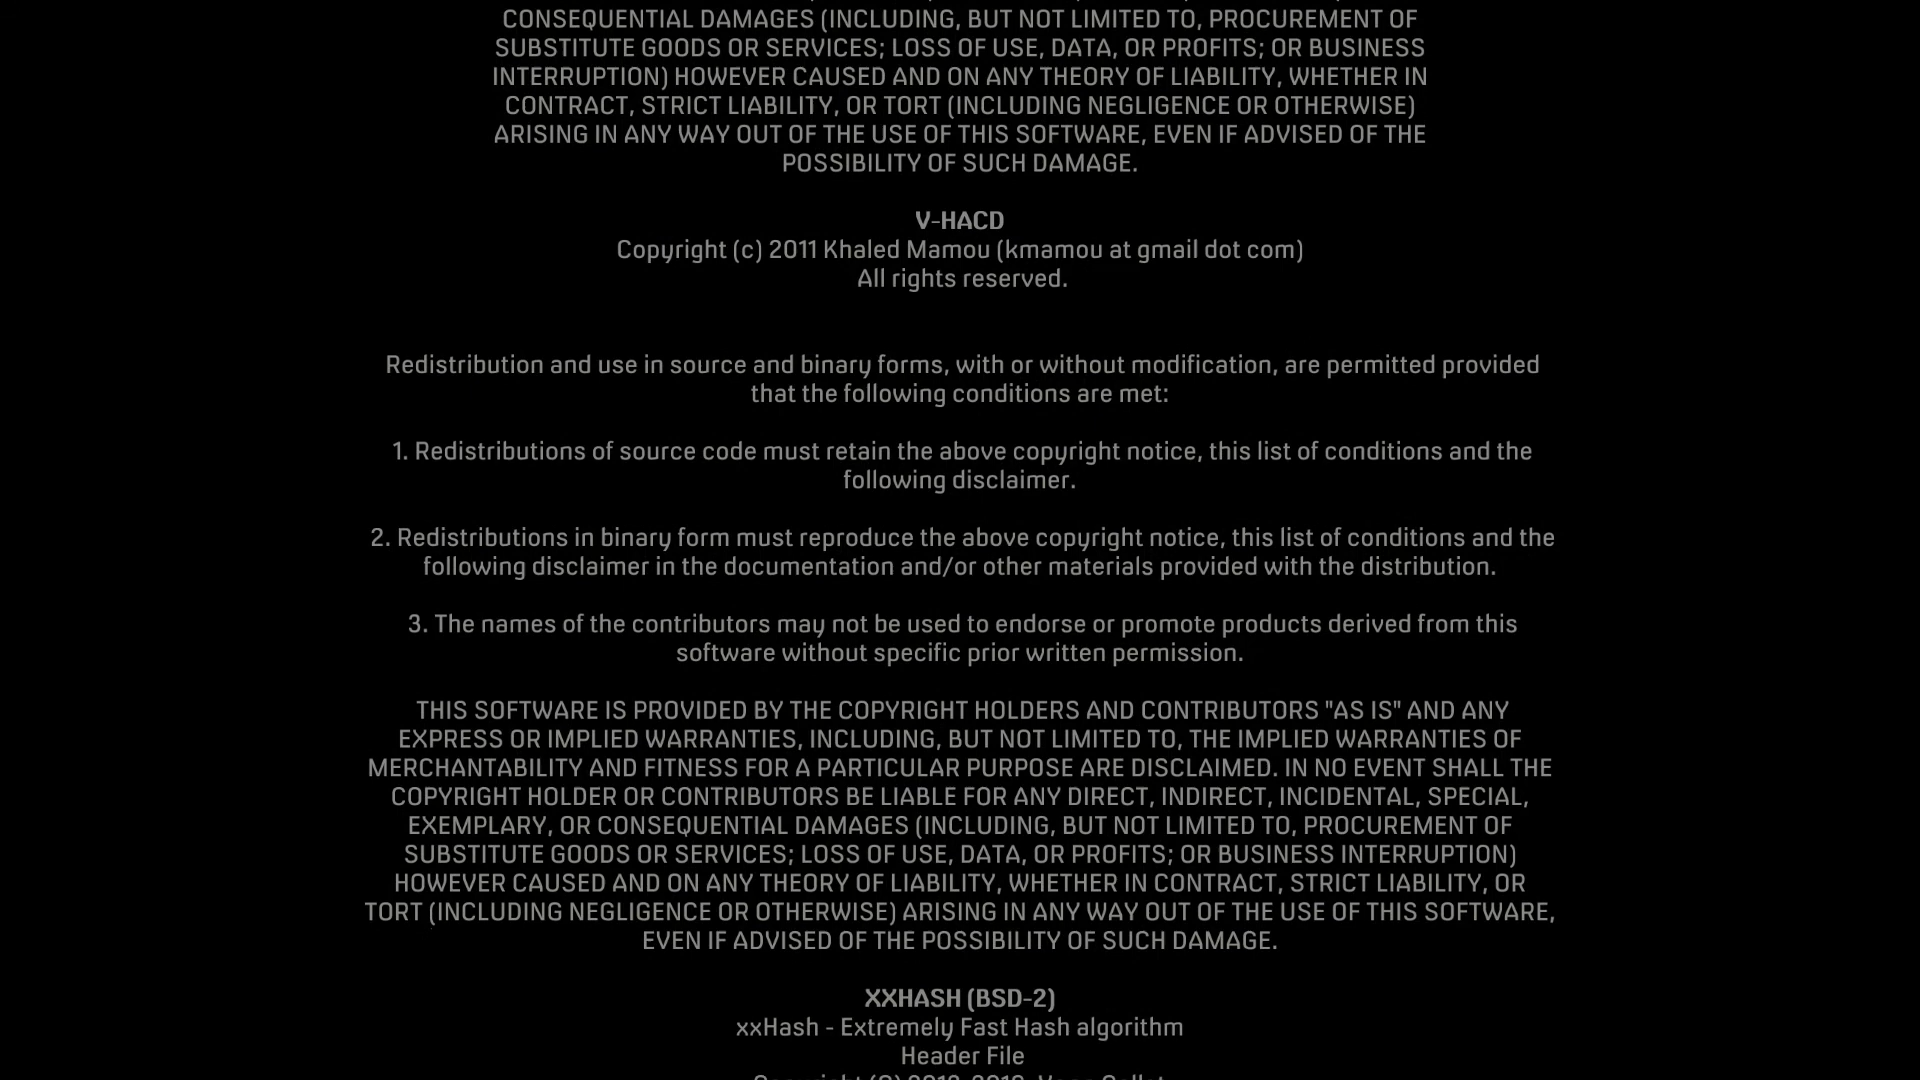 CONSEQUENTIAL DAMAGES (INCLUDING, BUT NOT LIMITED TO, PROCUREMENT OF
SUBSTITUTE GOODS OR SERVICES; LOSS OF USE, DATA, OR PROFITS; OR BUSINESS
INTERRUPTION) HOWEVER CAUSED AND ON ANY THEORY OF LIABILITY, WHETHER IN
CONTRACT, STRICT LIABILITY, OR TORT (INCLUDING NEGLIGENCE OR OTHERWISE)
ARISING IN ANY WAY OUT OF THE USE OF THIS SOFTWARE, EVEN IF ADVISED OF THE
POSSIBILITY OF SUCH DAMAGE.
V-HACD
Copyright (c) 2011 Khaled Mamou (kmamou at gmail dot com)
All rights reserved.
Redistribution and use in source and binary forms, with or without modification, are permitted provided
that the following conditions are met:
1. Redistributions of source code must retain the above copyright notice, this list of conditions and the
following disclaimer.
2. Redistributions in binary form must reproduce the above copyright notice, this list of conditions and the
following disclaimer in the documentation and/or other materials provided with the distribution.
3. The names of the contributors may not be used to endorse or promote products derived from this
software without specific prior written permission.
THIS SOFTWARE IS PROVIDED BY THE COPYRIGHT HOLDERS AND CONTRIBUTORS "AS IS" AND ANY
EXPRESS OR IMPLIED WARRANTIES, INCLUDING, BUT NOT LIMITED TO, THE IMPLIED WARRANTIES OF
MERCHANTABILITY AND FITNESS FOR A PARTICULAR PURPOSE ARE DISCLAIMED. IN NO EVENT SHALL THE
COPYRIGHT HOLDER OR CONTRIBUTORS BE LIABLE FOR ANY DIRECT, INDIRECT, INCIDENTAL, SPECIAL,
EXEMPLARY, OR CONSEQUENTIAL DAMAGES (INCLUDING, BUT NOT LIMITED TO, PROCUREMENT OF
SUBSTITUTE GOODS OR SERVICES; LOSS OF USE, DATA, OR PROFITS; OR BUSINESS INTERRUPTION)
HOWEVER CAUSED AND ON ANY THEORY OF LIABILITY, WHETHER IN CONTRACT, STRICT LIABILITY, OR
TORT (INCLUDING NEGLIGENCE OR OTHERWISE) ARISING IN ANY WAY OUT OF THE USE OF THIS SOFTWARE,
EVEN IF ADVISED OF THE POSSIBILITY OF SUCH DAMAGE.
XXHASH (BSD-2)
xxHash - Extremely Fast Hash algorithm
Header File